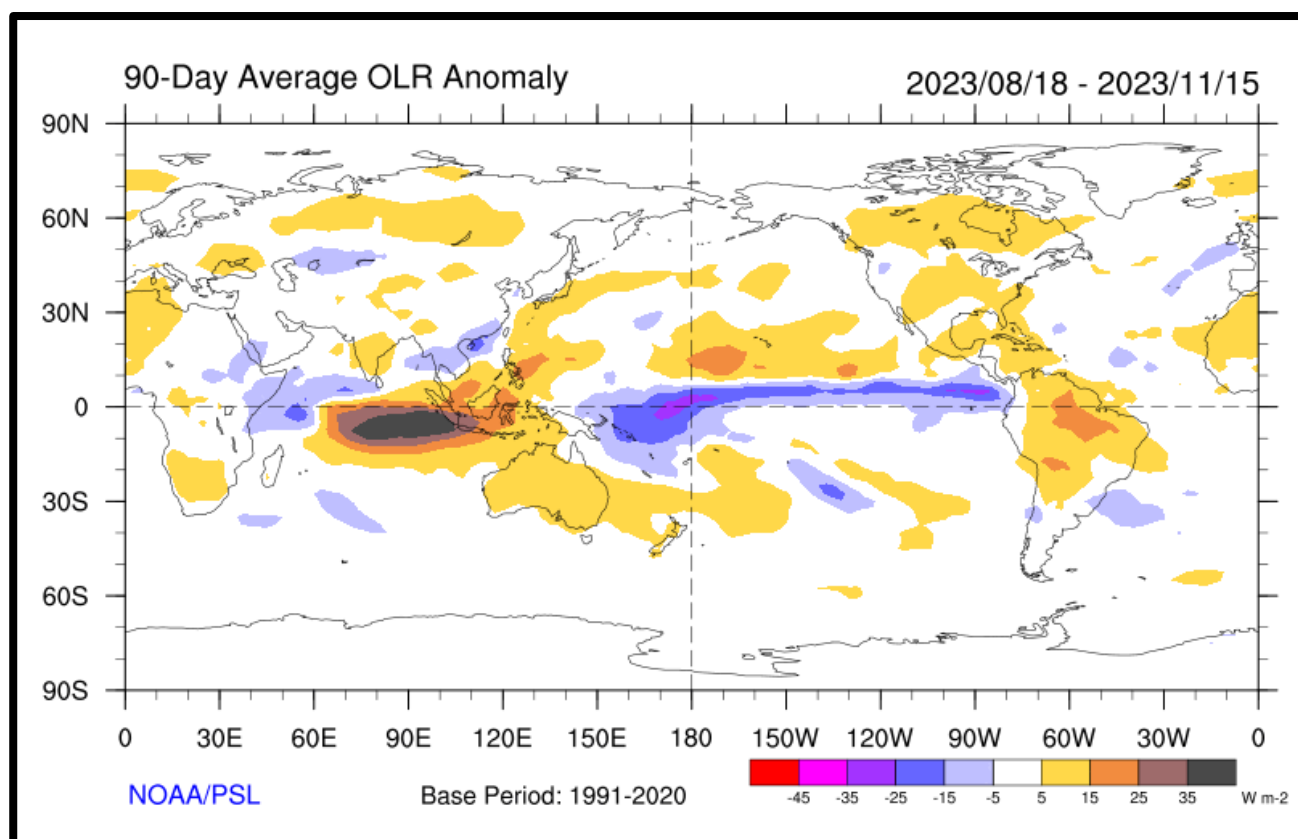 90-Day Average OLR Anomaly 2023/08/18 - 2023/11/15
90N
60N
30N
0
30S
60S
90S
0 30E 60E 90E 120E 150E 180 150W 120W 90W 60W 30W 0
-45 -35 -25 -15 -5 5 15 25 35 W m-2
NOAA/PSL Base Period: 1991-2020